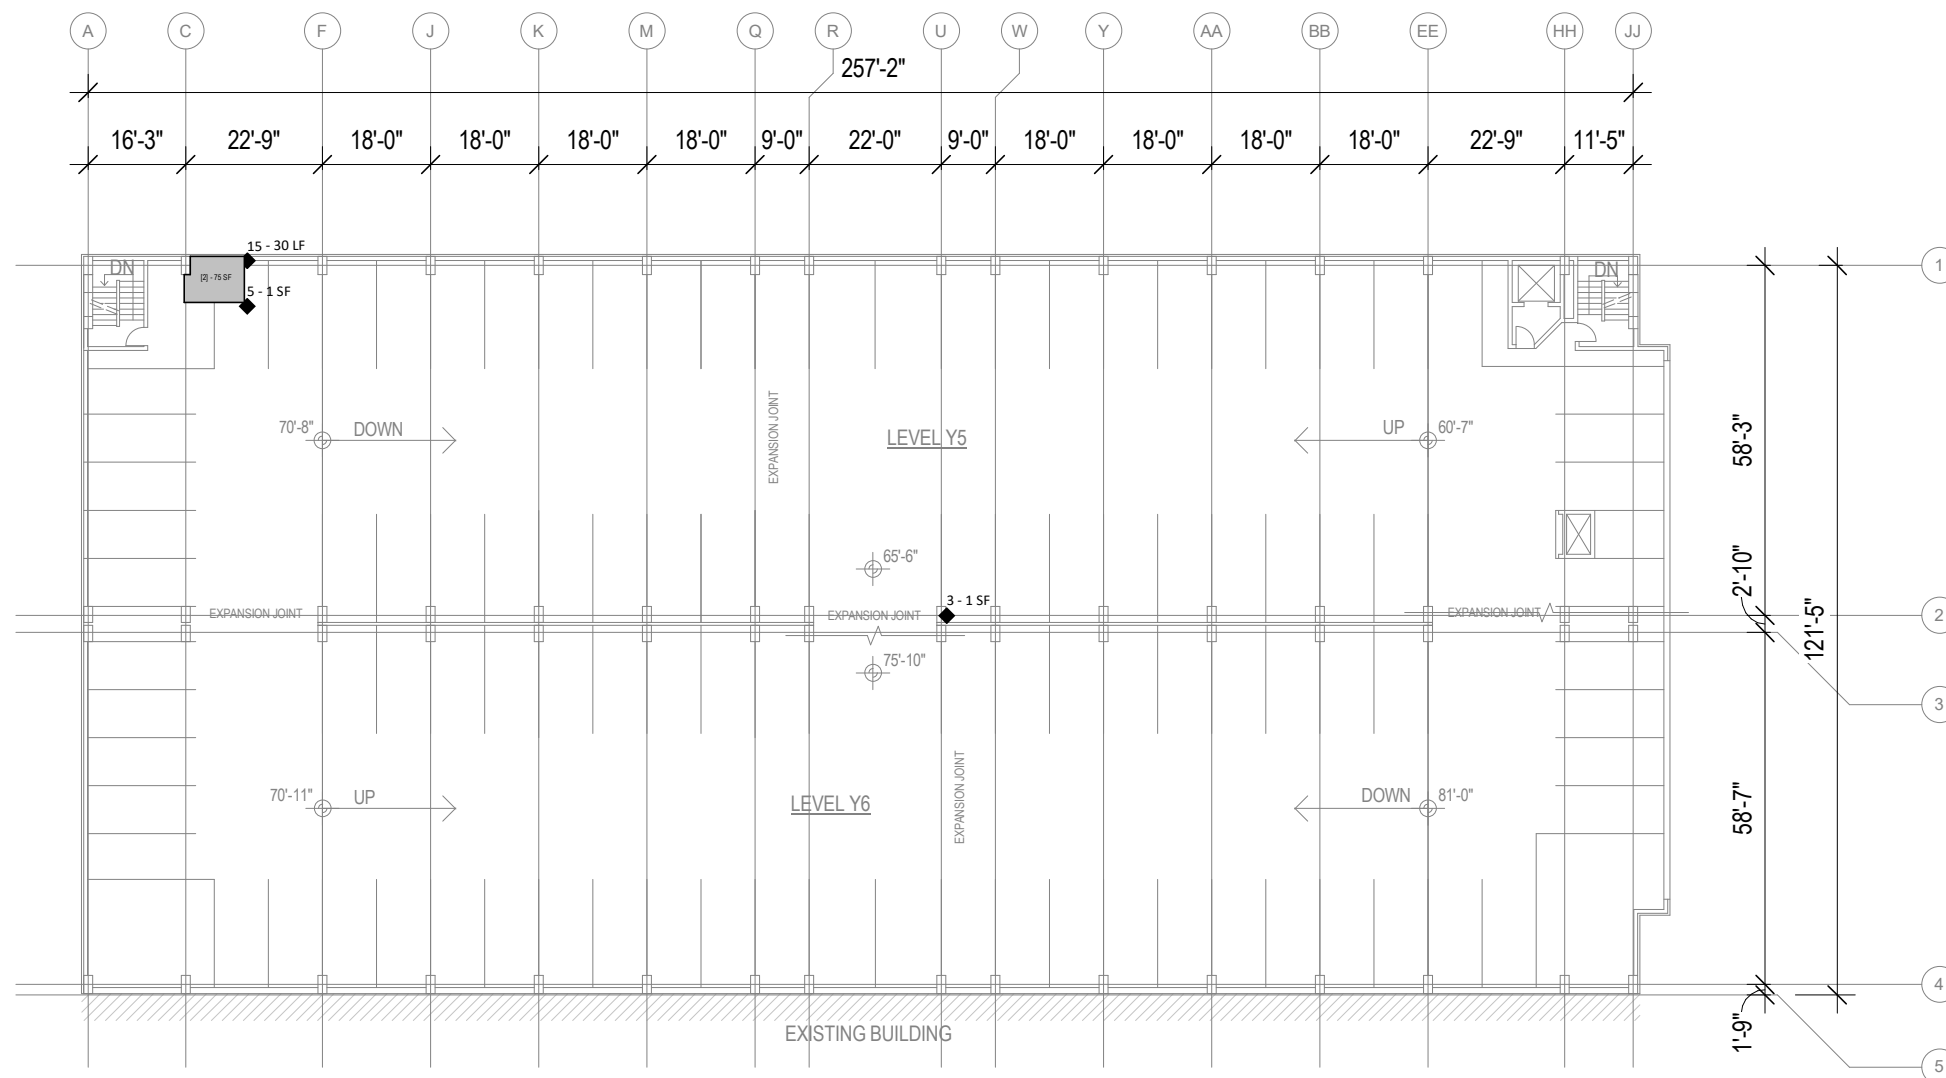 A C F J K M Q R U W Y AA BB EE HH JJ
257'-2"
16'-3" 22'-9" 18'-0" 18'-0" 18'-0" 18'-0" 9'-0" 22'-0" 9'-0" 18'-0" 18'-0" 18'-0" 18'-0" 22'-9" 11'-5"
15 - 30 LF
DN
[2] - 75 SF
5 - 1 SF
DN
1
EXPANSION JOINT
70'-8" DOWN
LEVEL Y5
UP 60'-7"
58'-3"
65'-6"
2'-10"
3 - 1 SF
EXPANSION JOINT
EXPANSION JOINT
EXPANSION JOINT
2
121'-5"
75'-10"
3
EXPANSION JOINT
70'-11" UP
LEVEL Y6
DOWN 81'-0"
58'-7"
4
1'-9"
EXISTING BUILDING
5